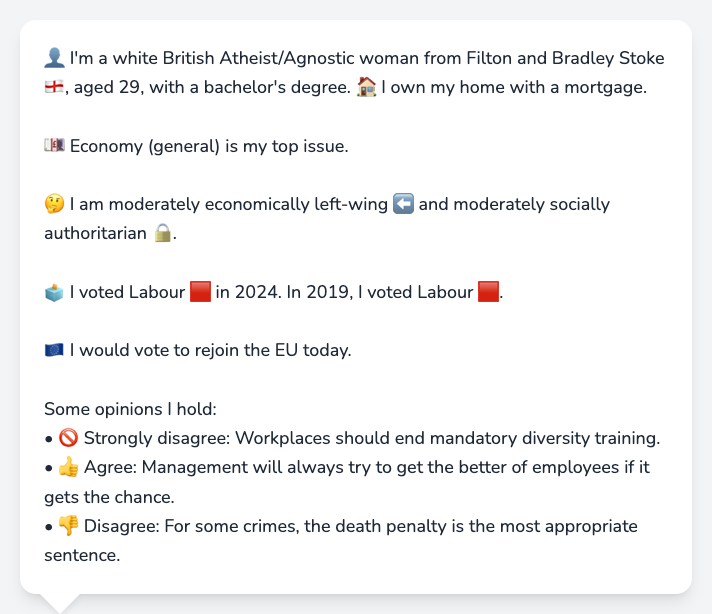 👤 I'm a white British Atheist/Agnostic woman from Filton and Bradley Stoke
🏴󠁧󠁢󠁥󠁮󠁧󠁿, aged 29, with a bachelor's degree. 🏠 I own my home with a mortgage.
💷 Economy (general) is my top issue.
🤔 I am moderately economically left-wing ⬅️ and moderately socially
authoritarian 🔒.
🗳️ I voted Labour 🟥 in 2024. In 2019, I voted Labour 🟥.
🇪🇺 I would vote to rejoin the EU today.
Some opinions I hold:
• 🚫 Strongly disagree: Workplaces should end mandatory diversity training.
• 👍 Agree: Management will always try to get the better of employees if it
gets the chance.
• 👎 Disagree: For some crimes, the death penalty is the most appropriate
sentence.